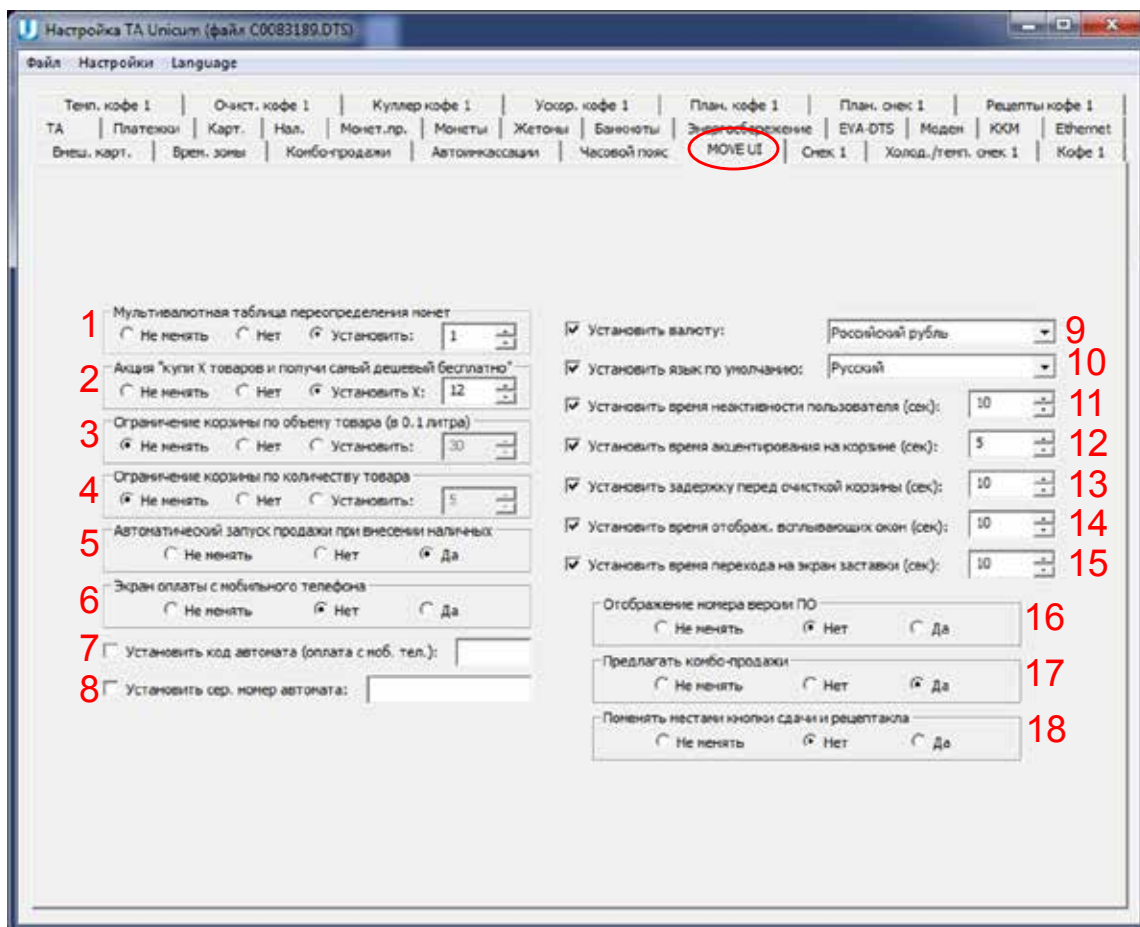 Настройка TA Unicum (файл C0083189.DTS)
Файл Настройки Language
Темп. кофе 1 Очист. кофе 1 Куллер кофе 1 Ускор. кофе 1 План. кофе 1 План. снек 1 Рецепты кофе 1
ТА Платежки Карт. Нал. Монет.пр. Монеты Жетоны Банкноты Энергосбережение EVA-DTS Модем ККМ Ethernet
Внеш. карт. Врем. зоны Комбо-продажи Автоинкассации Часовой пояс MOVE UI Снек 1 Холод./темп. снек 1 Кофе 1
1 Мультивалютная таблица переопределения монет
Не менять Нет Установить: 1
2 Акция "купи X товаров и получи самый дешевый бесплатно"
Не менять Нет Установить X: 12
3 Ограничение корзины по объему товара (в 0.1 литра)
Не менять Нет Установить: 30
4 Ограничение корзины по количеству товара
Не менять Нет Установить: 5
5 Автоматический запуск продажи при внесении наличных
Не менять Нет Да
6 Экран оплаты с мобильного телефона
Не менять Нет Да
7 Установить код автомата (оплата с моб. тел.):
8 Установить сер. номер автомата:
Установить валюту: Российский рубль 9
Установить язык по умолчанию: Русский 10
Установить время неактивности пользователя (сек): 10 11
Установить время акцентирования на корзине (сек): 5 12
Установить задержку перед очисткой корзины (сек): 10 13
Установить время отображ. всплывающих окон (сек): 10 14
Установить время перехода на экран заставки (сек): 10 15
Отображение номера версии ПО 16
Не менять Нет Да
Предлагать комбо-продажи 17
Не менять Нет Да
Поменять местами кнопки сдачи и рецептакла 18
Не менять Нет Да